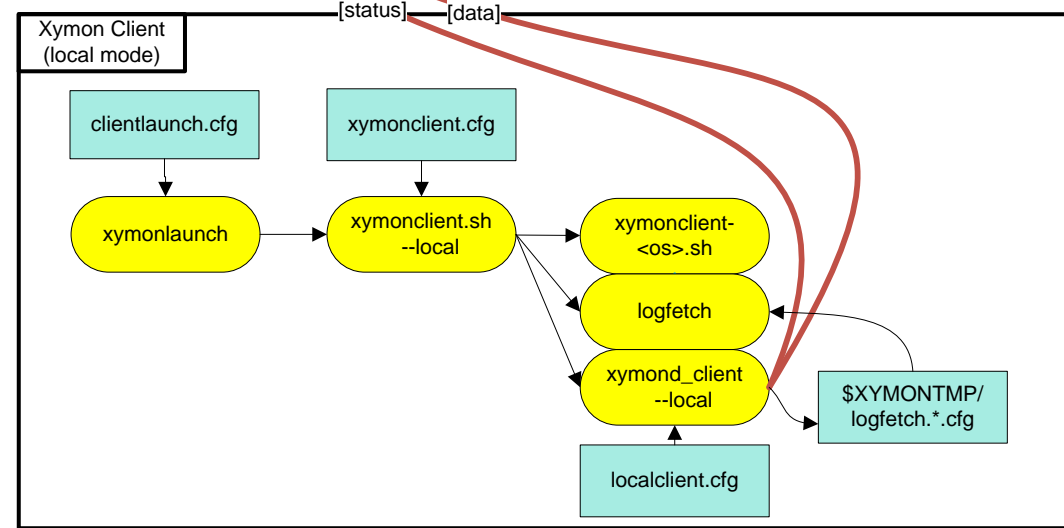 [status]
[data]
Xymon Client
(local mode)
clientlaunch.cfg
xymonclient.cfg
xymonlaunch
xymonclient.sh
--local
xymonclient-
<os>.sh
logfetch
xymond_client
--local
$XYMONTMP/
logfetch.*.cfg
localclient.cfg